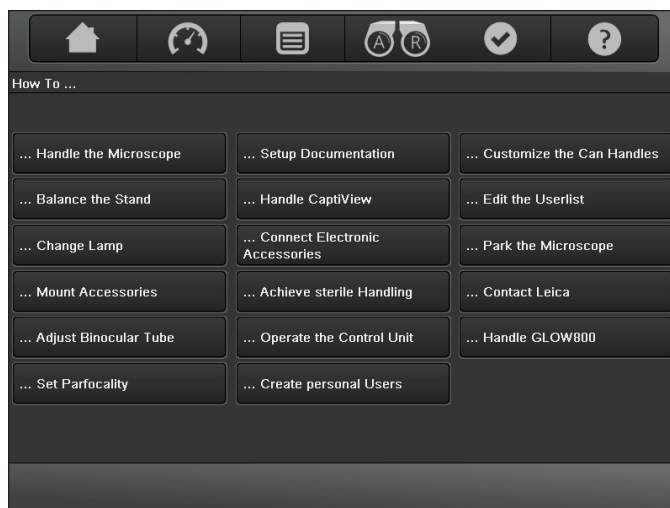 A R ?
How To ...
... Handle the Microscope
... Balance the Stand
... Change Lamp
... Mount Accessories
... Adjust Binocular Tube
... Set Parfocality
... Setup Documentation
... Handle CaptiView
... Connect Electronic
Accessories
... Achieve sterile Handling
... Operate the Control Unit
... Create personal Users
... Customize the Can Handles
... Edit the Userlist
... Park the Microscope
... Contact Leica
... Handle GLOW800